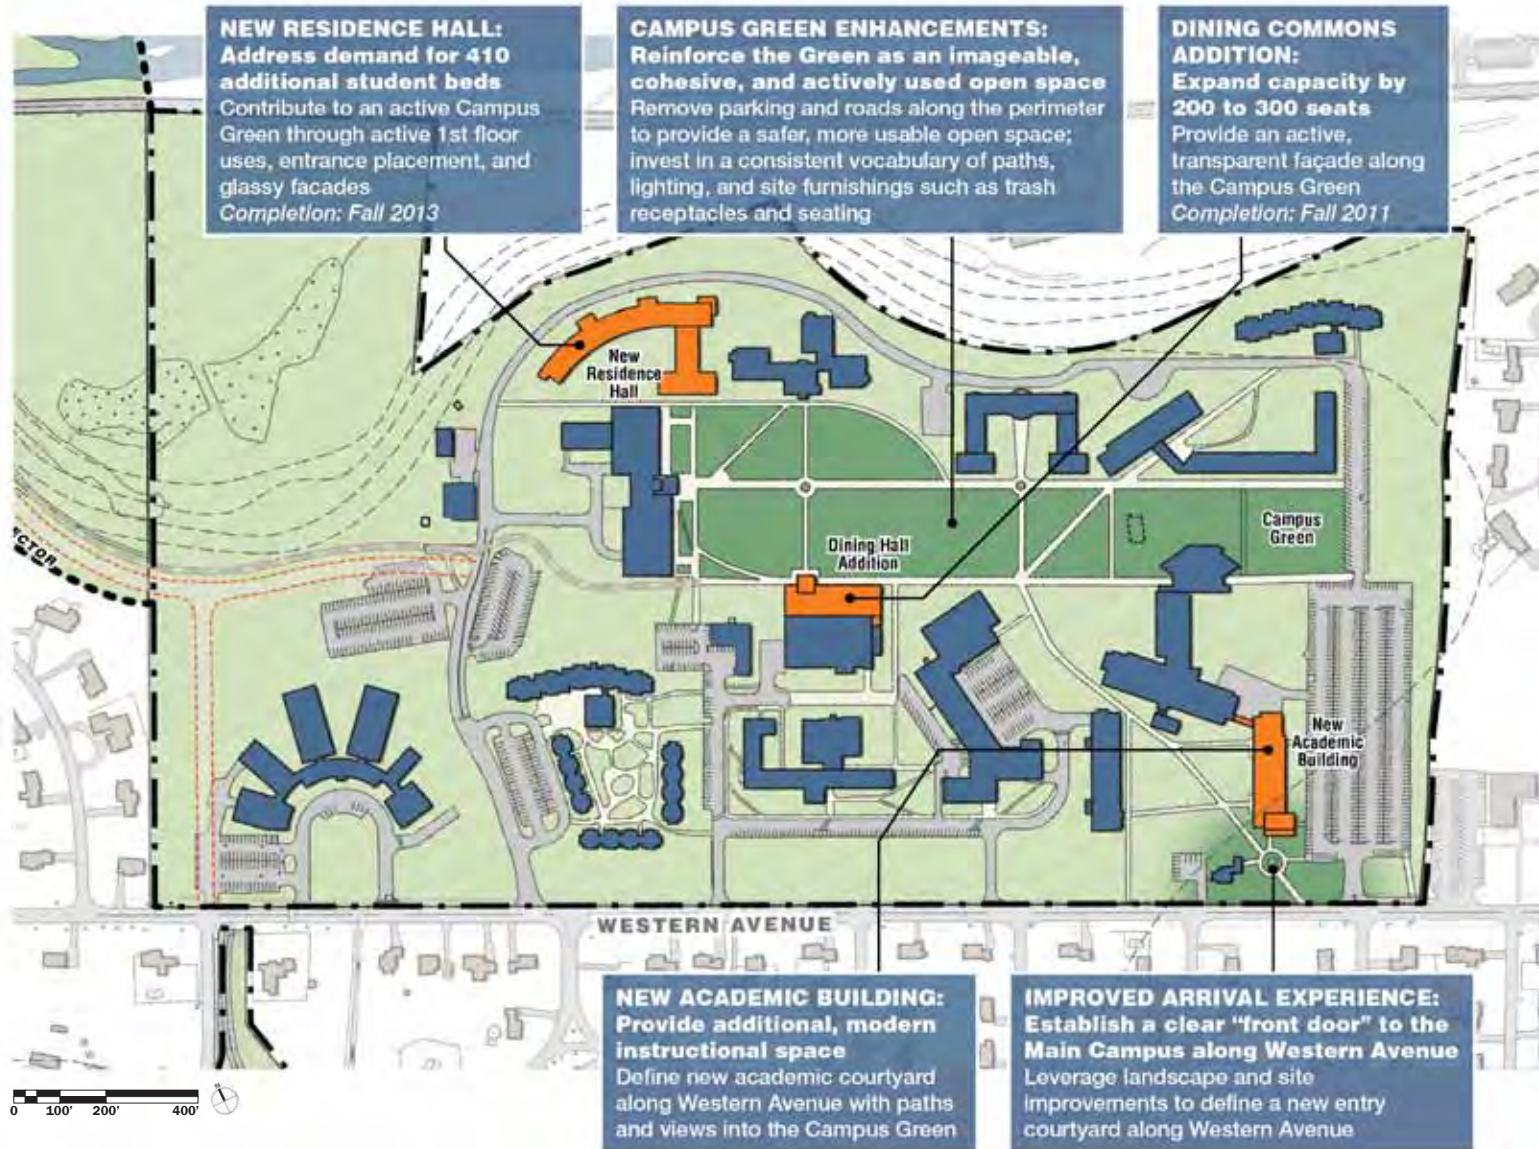 NEW RESIDENCE HALL:
Address demand for 410
additional student beds
Contribute to an active Campus
Green through active 1st floor
uses, entrance placement, and
glassy facades
Completion: Fall 2013
CAMPUS GREEN ENHANCEMENTS:
Reinforce the Green as an imageable,
cohesive, and actively used open space
Remove parking and roads along the perimeter
to provide a safer, more usable open space;
invest in a consistent vocabulary of paths,
lighting, and site furnishings such as trash
receptacles and seating
DINING COMMONS
ADDITION:
Expand capacity by
200 to 300 seats
Provide an active,
transparent façade along
the Campus Green
Completion: Fall 2011
New
Residence
Hall
Campus
Green
Dining Hall
Addition
ECTOR
New
Academic
Building
WESTERN AVENUE
NEW ACADEMIC BUILDING:
Provide additional, modern
instructional space
Define new academic courtyard
along Western Avenue with paths
and views into the Campus Green
IMPROVED ARRIVAL EXPERIENCE:
Establish a clear “front door” to the
Main Campus along Western Avenue
Leverage landscape and site
improvements to define a new entry
courtyard along Western Avenue
0 100' 200' 400'
N